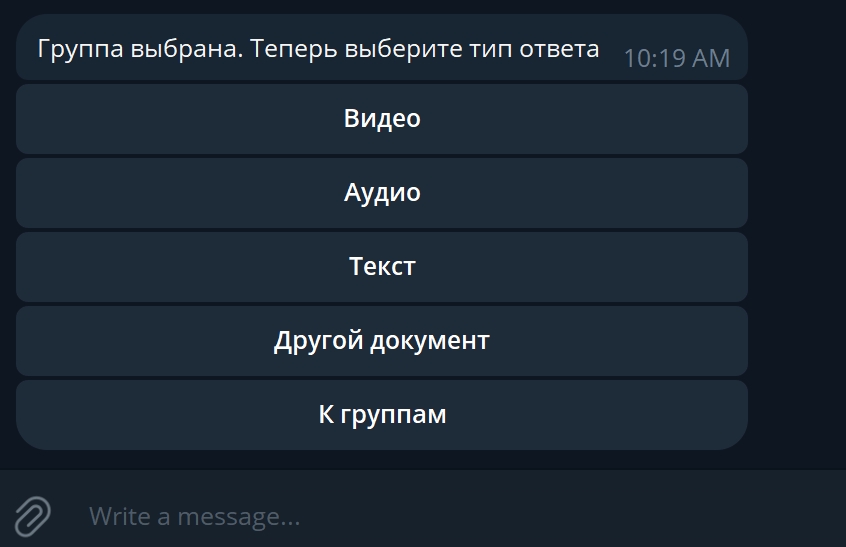 Группа выбрана. Теперь выберите тип ответа 10:19 AM
Видео
Аудио
Текст
Другой документ
К группам
Write a message...